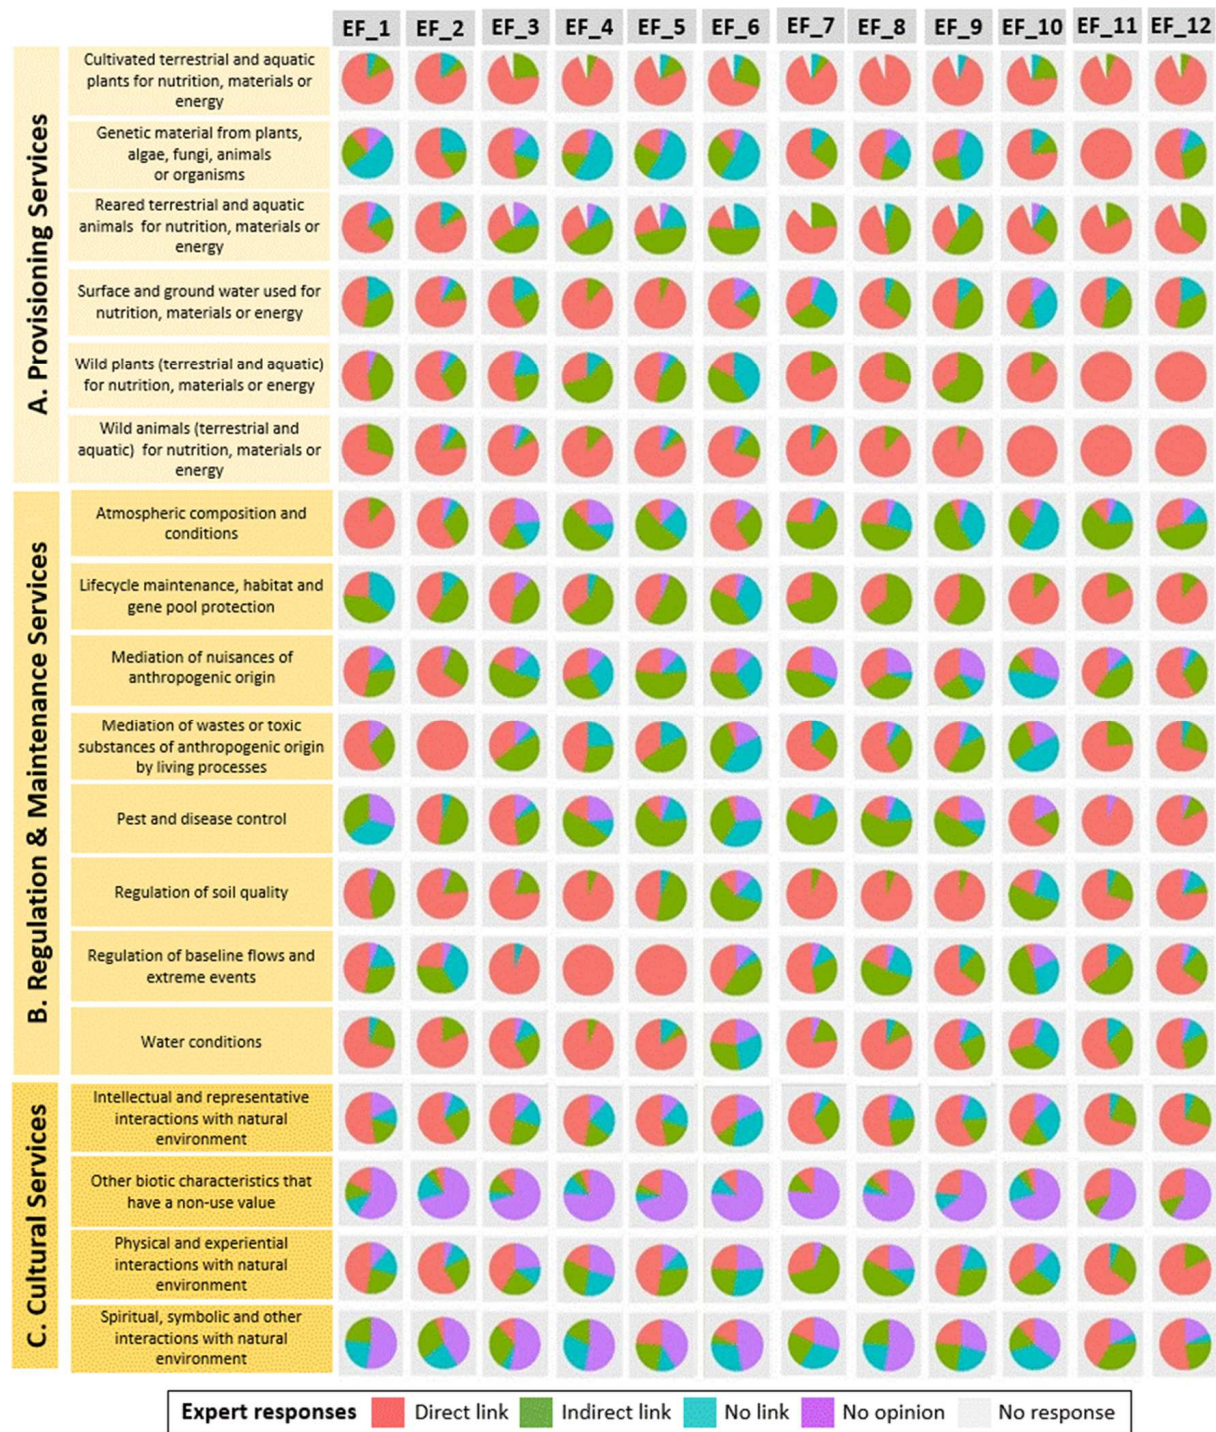 EF_1 EF_2 EF_3 EF_4 EF_5 EF_6 EF_7 EF_8 EF_9 EF_10 EF_11 EF_12
A. Provisioning Services
Cultivated terrestrial and aquatic
plants for nutrition, materials or
energy
Genetic material from plants,
algae, fungi, animals
or organisms
Reared terrestrial and aquatic
animals for nutrition, materials or
energy
Surface and ground water used for
nutrition, materials or energy
Wild plants (terrestrial and aquatic)
for nutrition, materials or energy
Wild animals (terrestrial and
aquatic) for nutrition, materials or
energy
B. Regulation & Maintenance Services
Atmospheric composition and
conditions
Lifecycle maintenance, habitat and
gene pool protection
Mediation of nuisances of
anthropogenic origin
Mediation of wastes or toxic
substances of anthropogenic origin
by living processes
Pest and disease control
Regulation of soil quality
Regulation of baseline flows and
extreme events
Water conditions
C. Cultural Services
Intellectual and representative
interactions with natural
environment
Other biotic characteristics that
have a non-use value
Physical and experiential
interactions with natural
environment
Spiritual, symbolic and other
interactions with natural
environment
Expert responses Direct link Indirect link No link No opinion No response